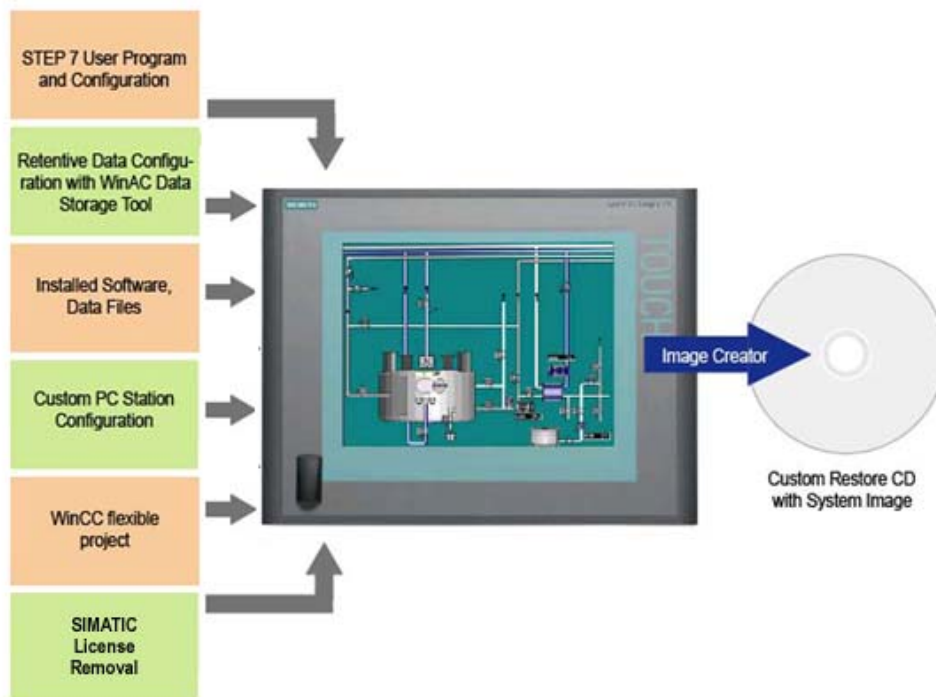 STEP 7 User Program
and Configuration
Retentive Data Configu-
ration with WinAC Data
Storage Tool
Installed Software,
Data Files
Custom PC Station
Configuration
WinCC flexible
project
SIMATIC
License
Removal
SIEMENS
TOUCH
Image Creator
Custom Restore CD
with System Image